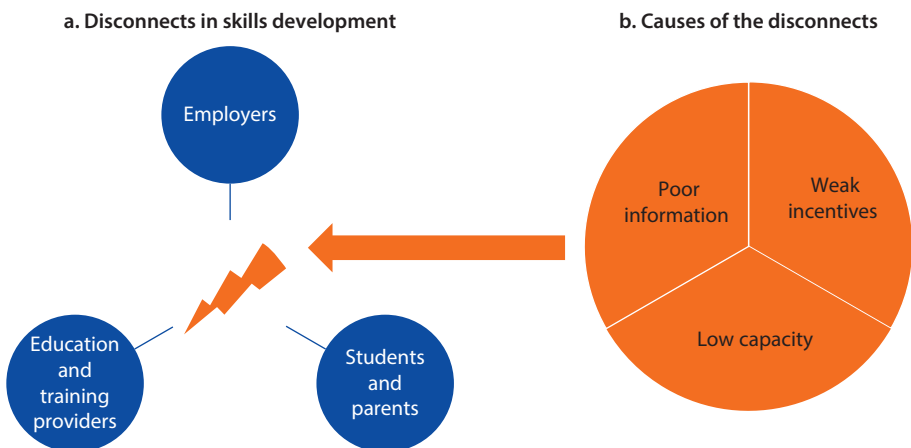 a. Disconnects in skills development
Employers
Education
and
training
providers
Students
and
parents
b. Causes of the disconnects
Poor
information
Weak
incentives
Low capacity